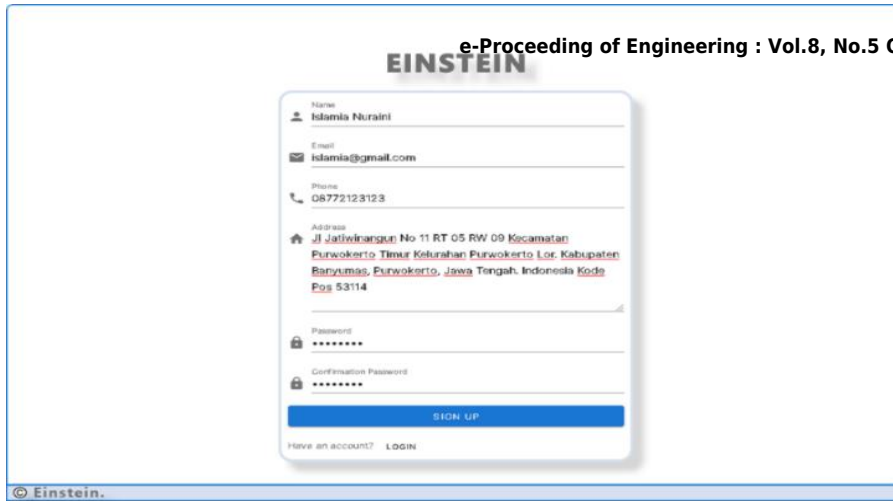 e-Proceeding of Engineering : Vol.8, No.5
EINSTEIN
Name
Islamia Nuraini
Email
islamia@gmail.com
Phone
08772123123
Address
Jl Jatiwinangun No 11 RT 05 RW 09 Kecamatan
Purwokerto Timur Kelurahan Purwokerto Lor. Kabupaten
Banyumas, Purwokerto, Jawa Tengah. Indonesia Kode
Pos 53114
Password
••••••••
Confirmation Password
••••••••
SIGN UP
Have an account? LOGIN
© Einstein.